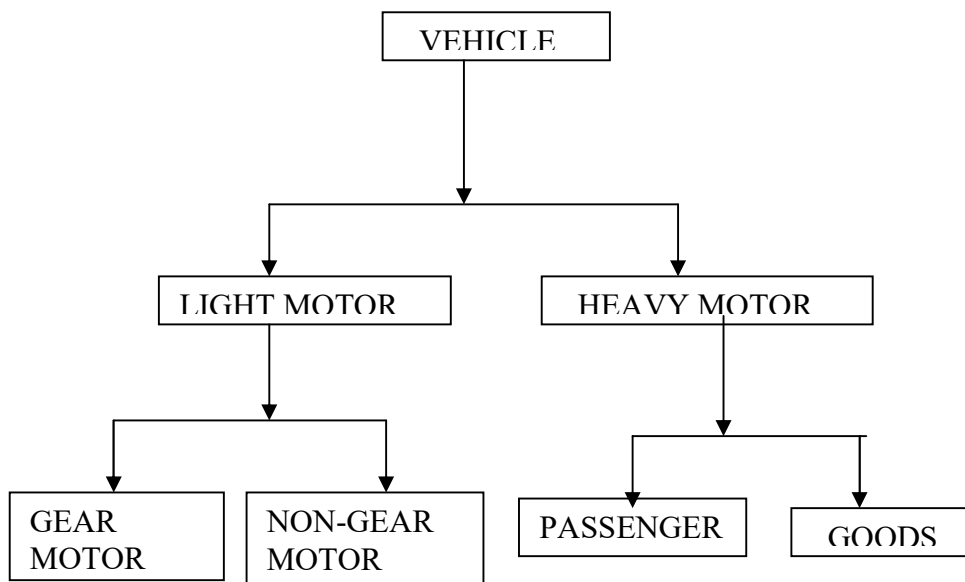 VEHICLE
LIGHT MOTOR
HEAVY MOTOR
GEAR
MOTOR
NON-GEAR
MOTOR
PASSENGER
GOODS